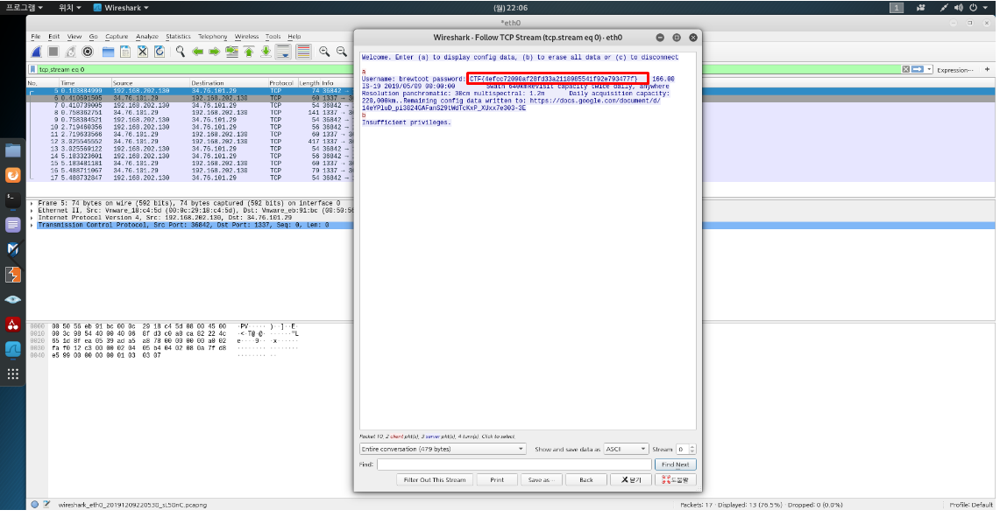 프로그램 ▾ 위치 ▾ Wireshark ▾ (월) 22:06 1
*eth0
File Edit View Go Capture Analyze Statistics Telephony Wireless Tools Help
tcp.stream eq 0 Expression… +
No. Time Source Destination Protocol Length Info
5 0.103884999 192.168.202.130 34.76.101.29 TCP 74 36842 →
6 0.410691505 34.76.101.29 192.168.202.130 TCP 60 1337 → 3
7 0.410739005 192.168.202.130 34.76.101.29 TCP 54 36842 →
8 0.758362751 34.76.101.29 192.168.202.130 TCP 141 1337 → 3
9 0.758384521 192.168.202.130 34.76.101.29 TCP 54 36842 →
10 2.719460356 192.168.202.130 34.76.101.29 TCP 56 36842 →
11 2.719633566 34.76.101.29 192.168.202.130 TCP 60 1337 → 3
12 3.025545552 34.76.101.29 192.168.202.130 TCP 417 1337 → 3
13 3.025569122 192.168.202.130 34.76.101.29 TCP 54 36842 →
14 5.183323601 192.168.202.130 34.76.101.29 TCP 56 36842 →
15 5.183481181 34.76.101.29 192.168.202.130 TCP 60 1337 → 3
16 5.488711067 34.76.101.29 192.168.202.130 TCP 79 1337 → 3
17 5.488732847 192.168.202.130 34.76.101.29 TCP 54 36842 →
Frame 5: 74 bytes on wire (592 bits), 74 bytes captured (592 bits) on interface 0
Ethernet II, Src: Vmware_18:c4:5d (00:0c:29:18:c4:5d), Dst: Vmware_eb:91:bc (00:50:56
Internet Protocol Version 4, Src: 192.168.202.130, Dst: 34.76.101.29
Transmission Control Protocol, Src Port: 36842, Dst Port: 1337, Seq: 0, Len: 0
0000 00 50 56 eb 91 bc 00 0c 29 18 c4 5d 08 00 45 00 ·PV····· )··]··E·
0010 00 3c 98 54 40 00 40 06 8f d3 c0 a8 ca 82 22 4c ·<·T@·@· ······"L
0020 65 1d 8f ea 05 39 ad a5 a8 78 00 00 00 00 a0 02 e····9·· ·x······
0030 fa f0 12 c3 00 00 02 04 05 b4 04 02 08 0a 7f d8 ········ ········
0040 e5 99 00 00 00 00 01 03 03 07 ········ ··
Wireshark · Follow TCP Stream (tcp.stream eq 0) · eth0
Welcome. Enter (a) to display config data, (b) to erase all data or (c) to disconnect
a
Username: brewtoot password: CTF{4efcc72090af28fd33a2118985541f92e793477f} 166.00
IS-19 2019/05/09 00:00:00 Swath 640kmRevisit capacity twice daily, anywhere
Resolution panchromatic: 30cm multispectral: 1.2m Daily acquisition capacity:
220,000km..Remaining config data written to: https://docs.google.com/document/d/
14eYPluD_pi3824GAFanS29tWdTcKxP_XUxx7e303-3E
b
Insufficient privileges.
Packet 10. 2 client pkt(s), 3 server pkt(s), 4 turn(s). Click to select.
Entire conversation (479 bytes) Show and save data as ASCII Stream 0
Find: Find Next
Filter Out This Stream Print Save as… Back 닫기 도움말
wireshark_eth0_20191209220538_sL58nC.pcapng Packets: 17 · Displayed: 13 (76.5%) · Dropped: 0 (0.0%) Profile: Default